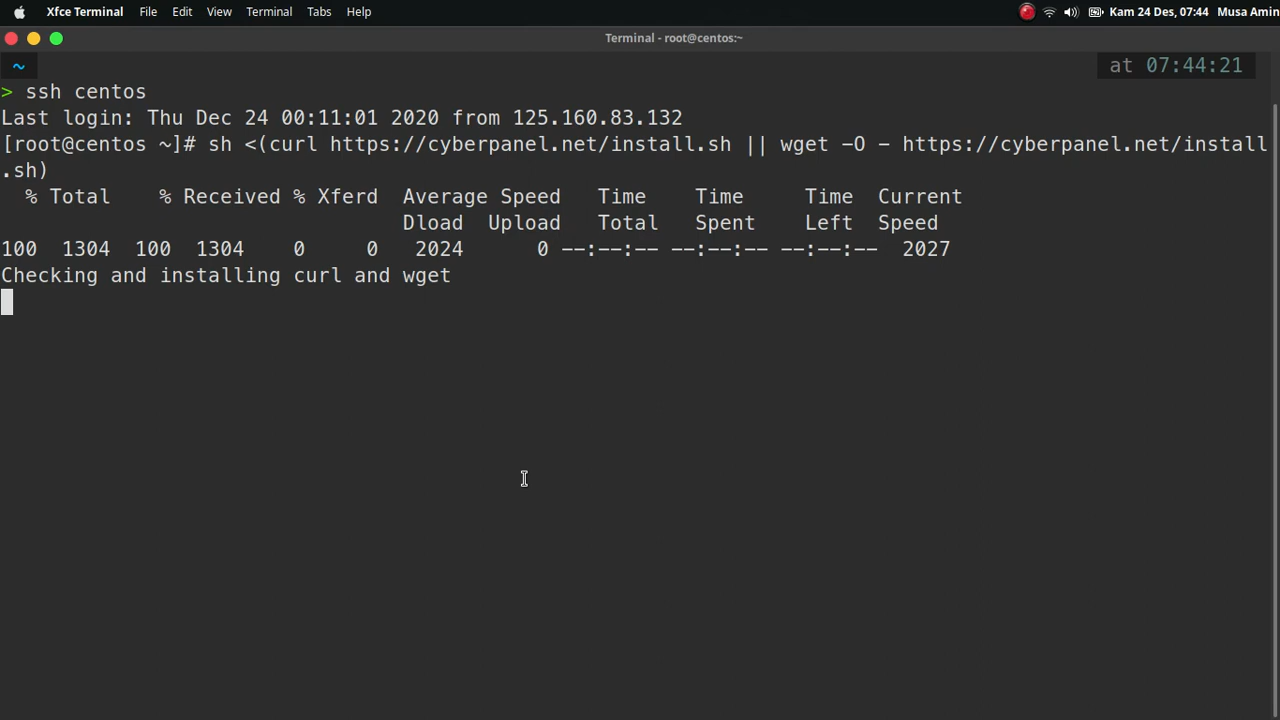 Xfce Terminal File Edit View Terminal Tabs Help Kam 24 Des, 07:44 Musa Amin
Terminal - root@centos:~
~ at 07:44:21
> ssh centos
Last login: Thu Dec 24 00:11:01 2020 from 125.160.83.132
[root@centos ~]# sh <(curl https://cyberpanel.net/install.sh || wget -O - https://cyberpanel.net/install
.sh)
% Total % Received % Xferd Average Speed Time Time Time Current
Dload Upload Total Spent Left Speed
100 1304 100 1304 0 0 2024 0 --:--:-- --:--:-- --:--:-- 2027
Checking and installing curl and wget